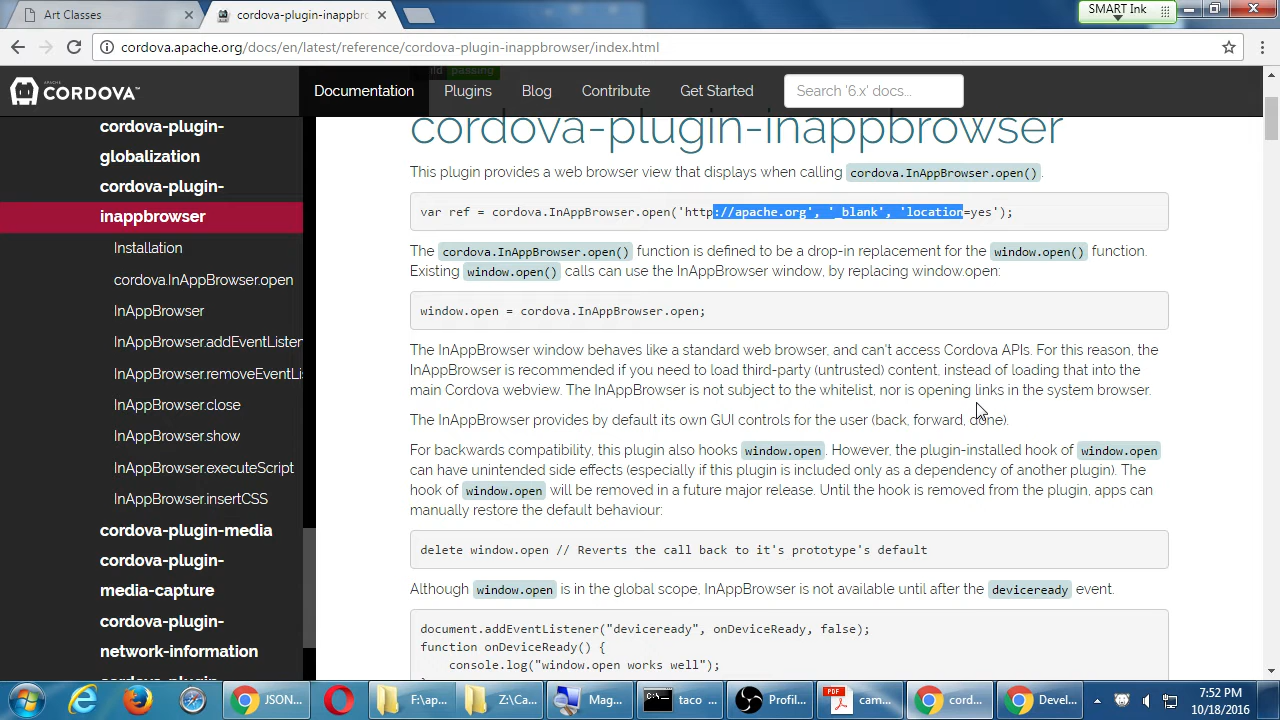 Art Classes
cordova-plugin-inappbro
SMART Ink
cordova.apache.org/docs/en/latest/reference/cordova-plugin-inappbrowser/index.html
APACHE
CORDOVA™
Documentation
Plugins
Blog
Contribute
Get Started
Search '6.x' docs...
passing
cordova-plugin-
globalization
cordova-plugin-
inappbrowser
Installation
cordova.InAppBrowser.open
InAppBrowser
InAppBrowser.addEventListen
InAppBrowser.removeEventLis
InAppBrowser.close
InAppBrowser.show
InAppBrowser.executeScript
InAppBrowser.insertCSS
cordova-plugin-media
cordova-plugin-
media-capture
cordova-plugin-
network-information
cordova-plugin-inappbrowser
This plugin provides a web browser view that displays when calling cordova.InAppBrowser.open() .
var ref = cordova.InAppBrowser.open('http://apache.org', '_blank', 'location=yes');
The cordova.InAppBrowser.open() function is defined to be a drop-in replacement for the window.open() function.
Existing window.open() calls can use the InAppBrowser window, by replacing window.open:
window.open = cordova.InAppBrowser.open;
The InAppBrowser window behaves like a standard web browser, and can't access Cordova APIs. For this reason, the
InAppBrowser is recommended if you need to load third-party (untrusted) content, instead of loading that into the
main Cordova webview. The InAppBrowser is not subject to the whitelist, nor is opening links in the system browser.
The InAppBrowser provides by default its own GUI controls for the user (back, forward, done).
For backwards compatibility, this plugin also hooks window.open . However, the plugin-installed hook of window.open
can have unintended side effects (especially if this plugin is included only as a dependency of another plugin). The
hook of window.open will be removed in a future major release. Until the hook is removed from the plugin, apps can
manually restore the default behaviour:
delete window.open // Reverts the call back to it's prototype's default
Although window.open is in the global scope, InAppBrowser is not available until after the deviceready event.
document.addEventListener("deviceready", onDeviceReady, false);
function onDeviceReady() {
console.log("window.open works well");
JSON...
F:\ap...
Z:\Ca...
Mag...
taco ...
Profil...
PDF
cam...
cord...
Devel...
7:52 PM
10/18/2016